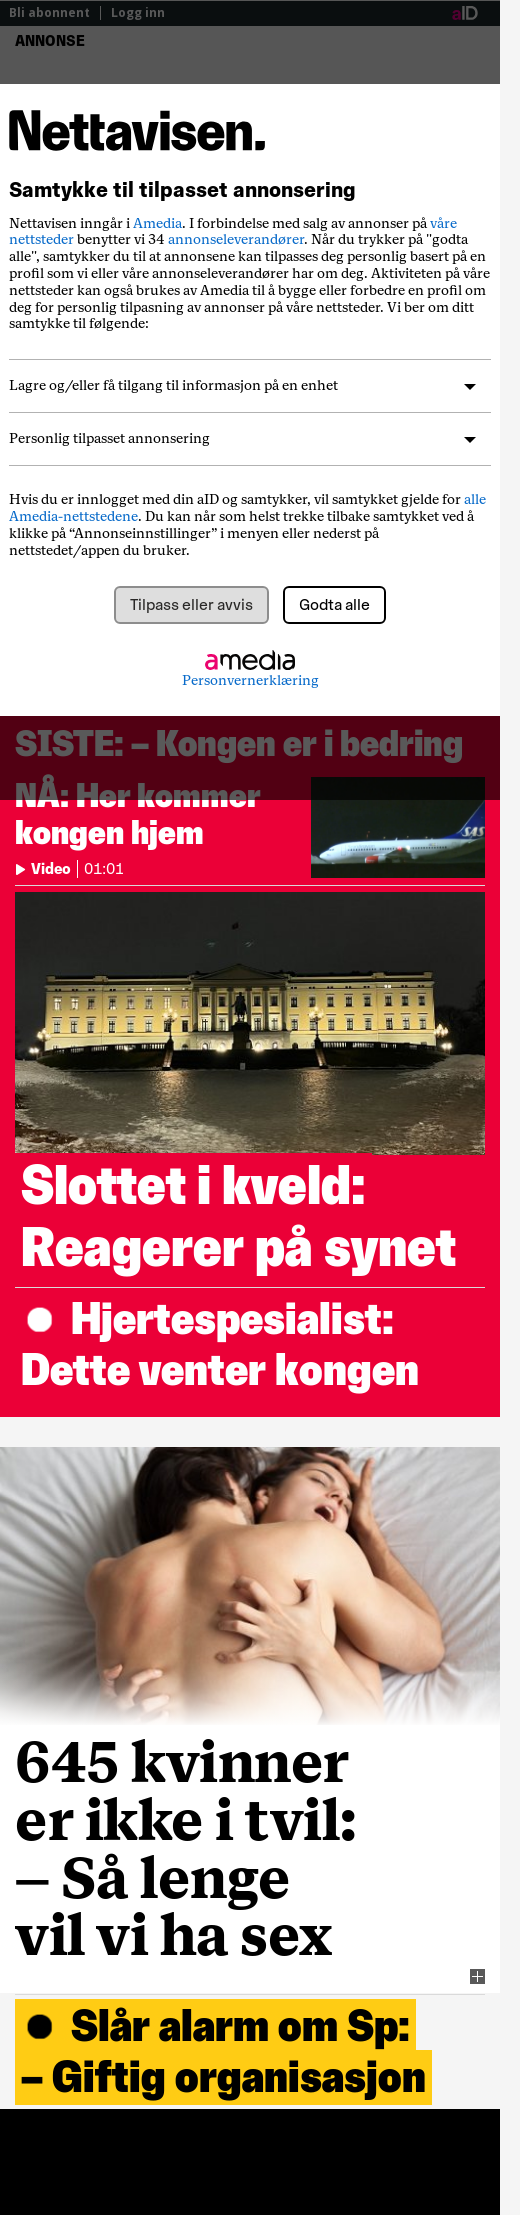 Bli abonnent
Logg inn
aID
ANNONSE
Nettavisen.
Samtykke til tilpasset annonsering
Nettavisen inngår i Amedia. I forbindelse med salg av annonser på våre
nettsteder benytter vi 34 annonseleverandører. Når du trykker på "godta
alle", samtykker du til at annonsene kan tilpasses deg personlig basert på en
profil som vi eller våre annonseleverandører har om deg. Aktiviteten på våre
nettsteder kan også brukes av Amedia til å bygge eller forbedre en profil om
deg for personlig tilpasning av annonser på våre nettsteder. Vi ber om ditt
samtykke til følgende:
Lagre og/eller få tilgang til informasjon på en enhet
Personlig tilpasset annonsering
Hvis du er innlogget med din aID og samtykker, vil samtykket gjelde for alle
Amedia-nettstedene. Du kan når som helst trekke tilbake samtykket ved å
klikke på “Annonseinnstillinger” i menyen eller nederst på
nettstedet/appen du bruker.
Tilpass eller avvis
Godta alle
amedia
Personvernerklæring
SISTE: – Kongen er i bedring
NÅ: Her kommer
kongen hjem
Video
01:01
SAS
Slottet i kveld:
Reagerer på synet
Hjertespesialist:
Dette venter kongen
645 kvinner
er ikke i tvil:
– Så lenge
vil vi ha sex
Slår alarm om Sp:
– Giftig organisasjon